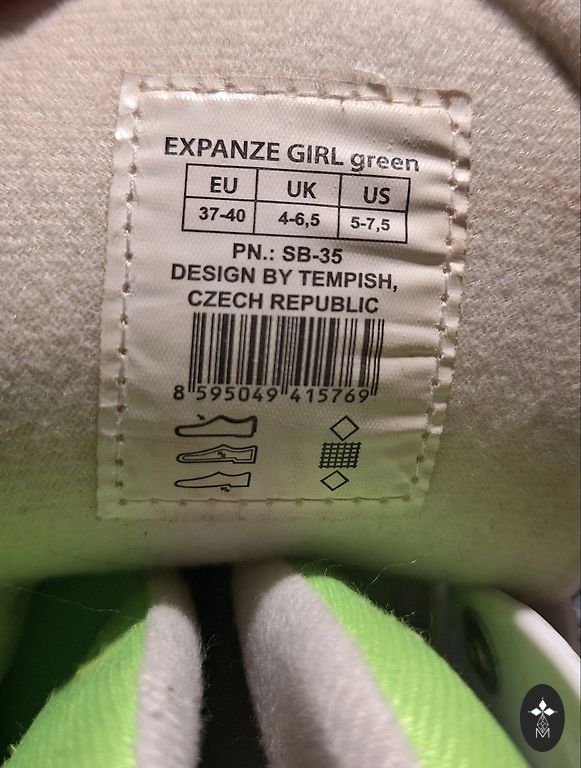 EXPANZE GIRL green
EU UK US
37-40 4-6,5 5-7,5
PN.: SB-35
DESIGN BY TEMPISH,
CZECH REPUBLIC
8 595049 415769
M